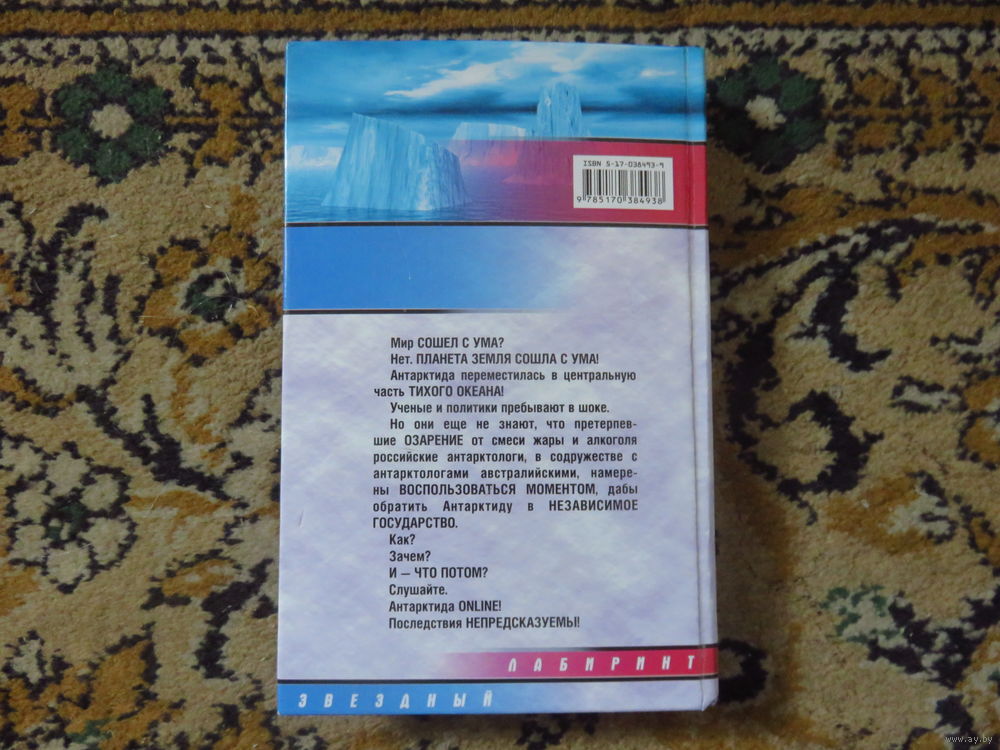 ISBN 5-17-038493-9
9 785170 384938
Мир СОШЕЛ С УМА?
Нет. ПЛАНЕТА ЗЕМЛЯ СОШЛА С УМА!
Антарктида переместилась в центральную
часть ТИХОГО ОКЕАНА!
Ученые и политики пребывают в шоке.
Но они еще не знают, что претерпев-
шие ОЗАРЕНИЕ от смеси жары и алкоголя
российские антарктологи, в содружестве с
антарктологами австралийскими, намере-
ны ВОСПОЛЬЗОВАТЬСЯ МОМЕНТОМ, дабы
обратить Антарктиду в НЕЗАВИСИМОЕ
ГОСУДАРСТВО.
Как?
Зачем?
И – ЧТО ПОТОМ?
Слушайте.
Антарктида ONLINE!
Последствия НЕПРЕДСКАЗУЕМЫ!
ЛАБИРИНТ
ЗВЕЗДНЫЙ
www.ay.by